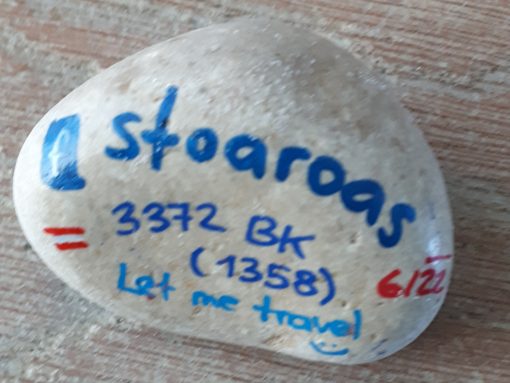 f stoaroas
3372 BK
(1358)
6/22
Let me travel